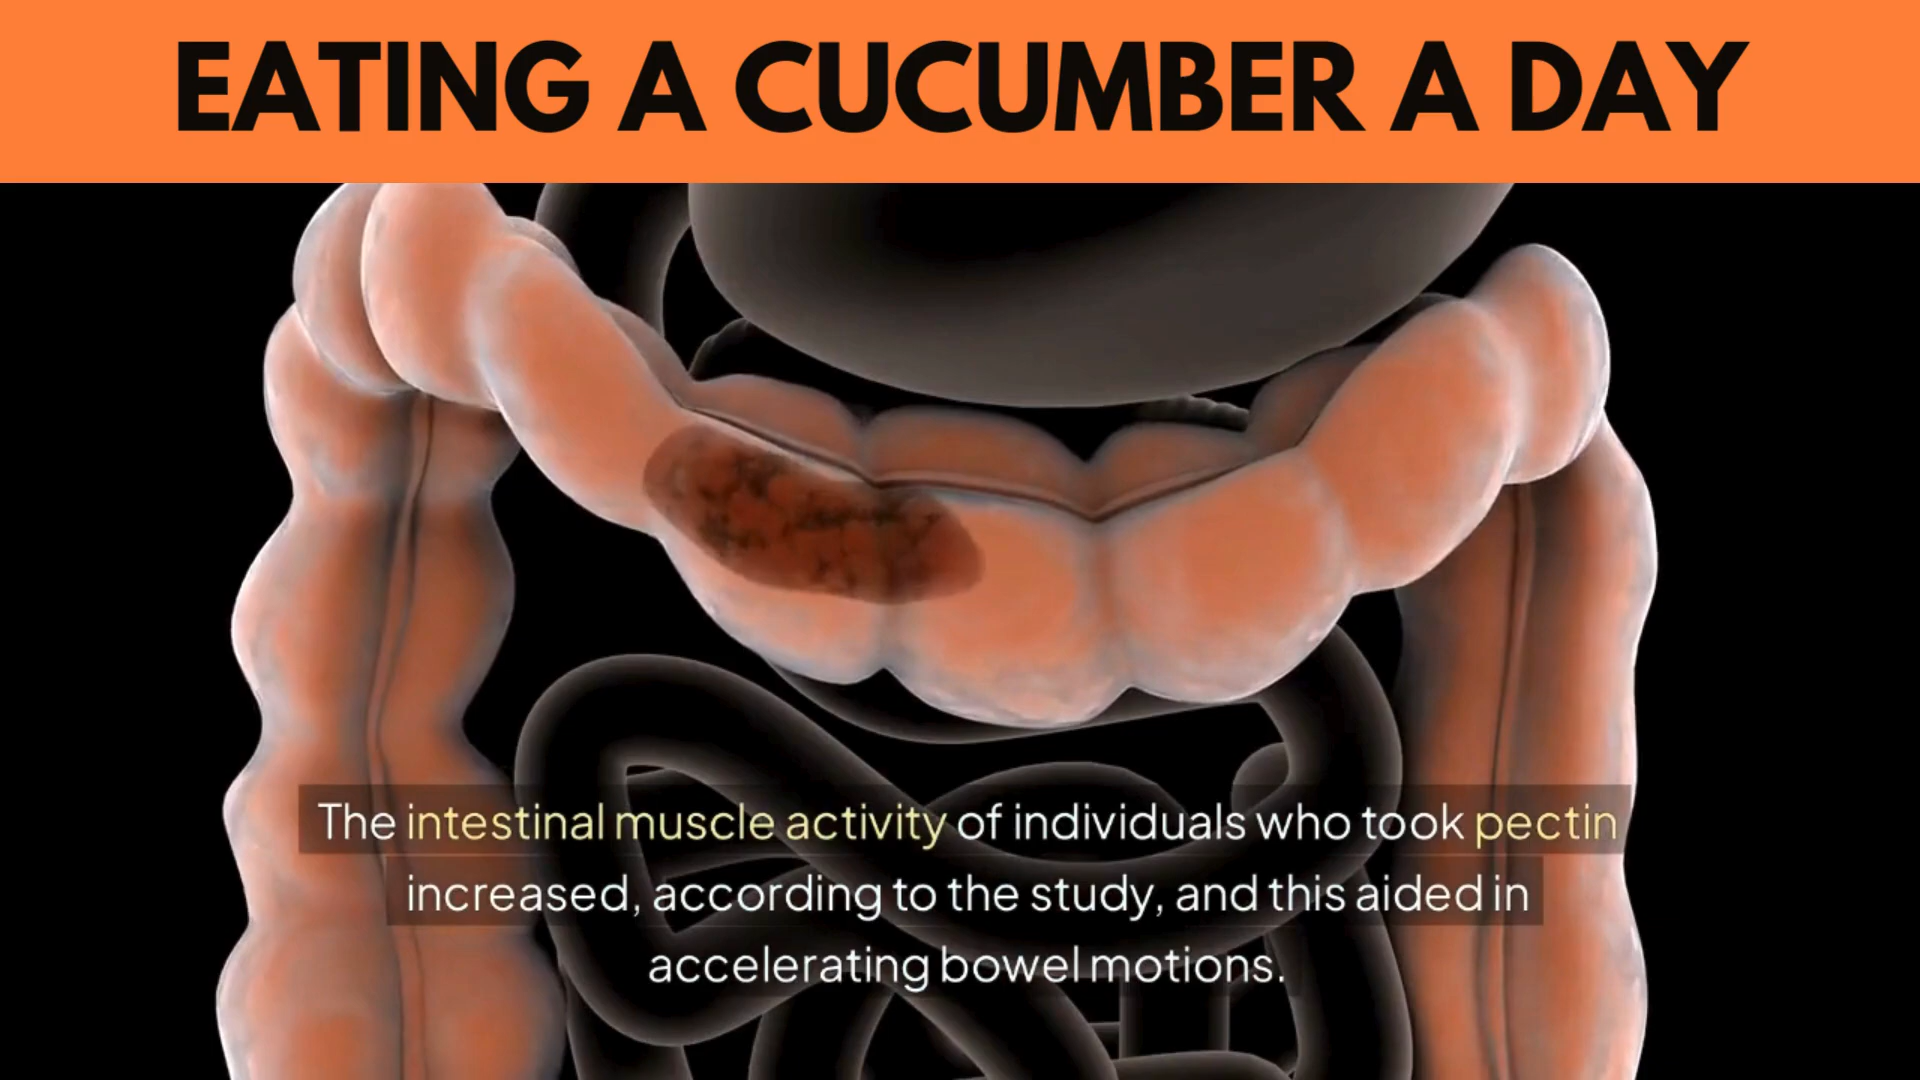 EATING A CUCUMBER A DAY
The intestinal muscle activity of individuals who took pectin
increased, according to the study, and this aided in
accelerating bowel motions.